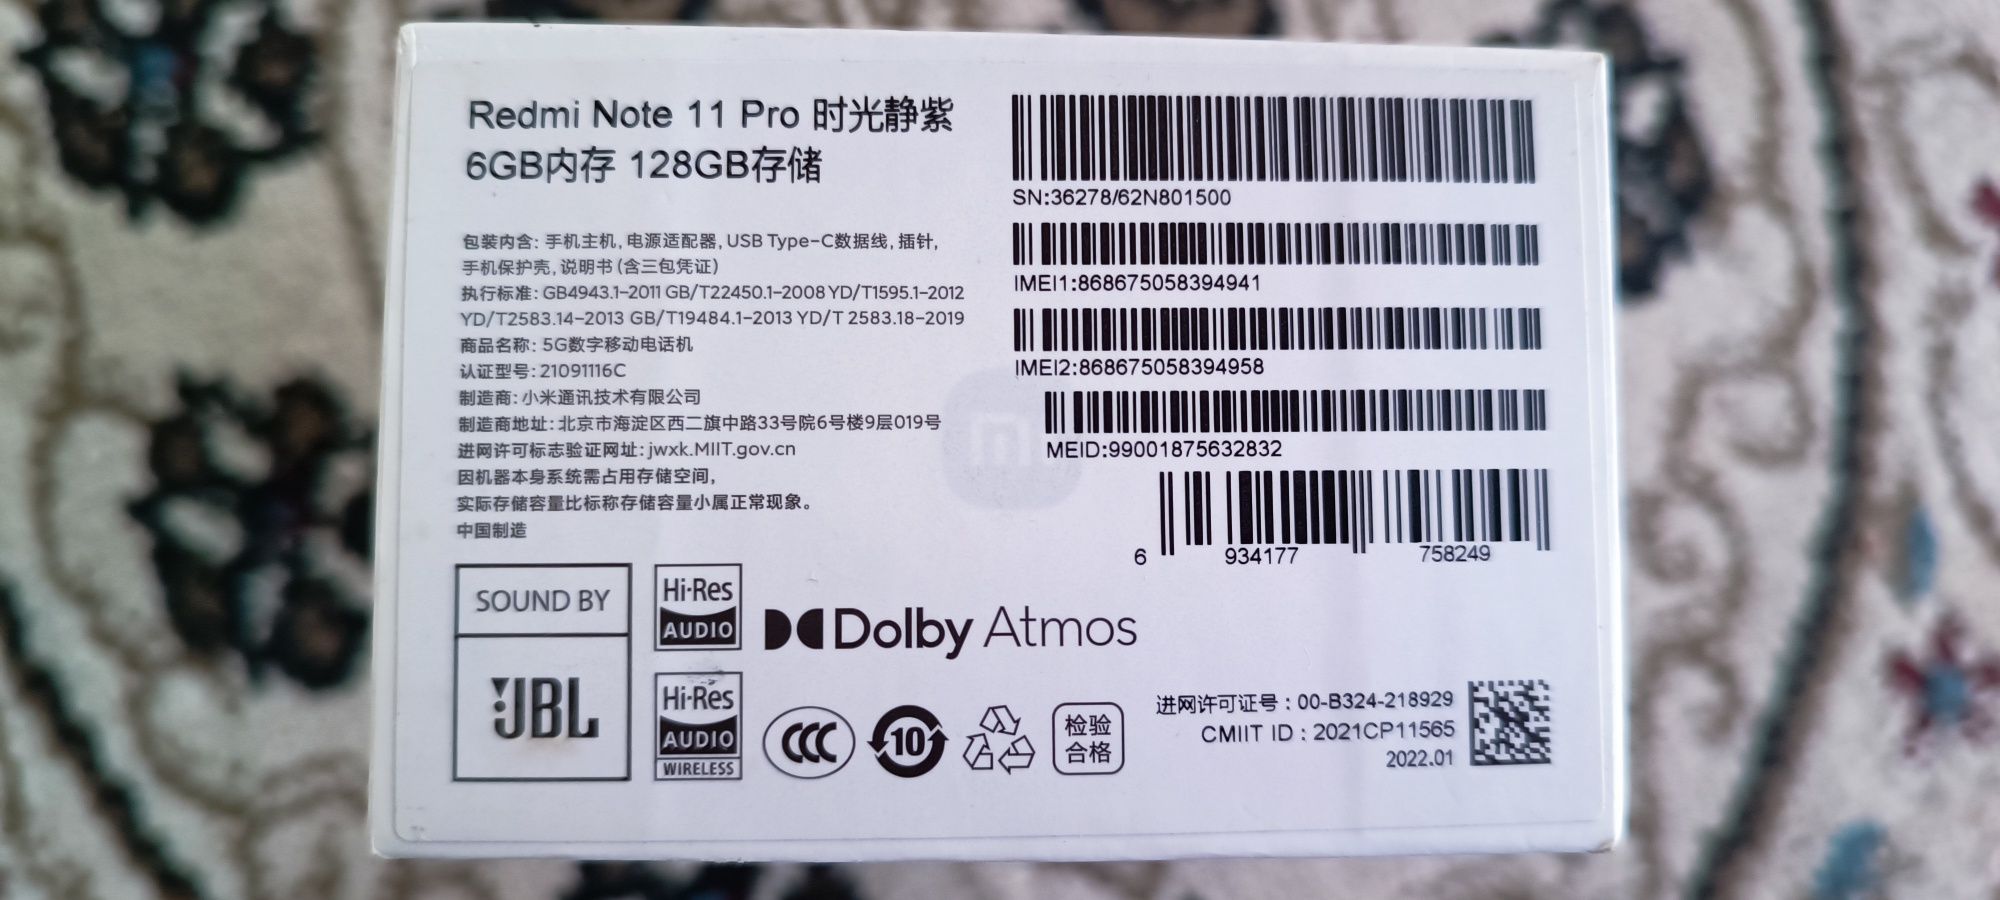 Redmi Note 11 Pro 时光静紫
6GB内存 128GB存储
包装内含: 手机主机, 电源适配器, USB Type-C数据线, 插针,
手机保护壳, 说明书 (含三包凭证)
执行标准: GB4943.1-2011 GB/T22450.1-2008 YD/T1595.1-2012
YD/T2583.14-2013 GB/T19484.1-2013 YD/T 2583.18-2019
商品名称: 5G数字移动电话机
认证型号: 21091116C
制造商: 小米通讯技术有限公司
制造商地址: 北京市海淀区西二旗中路33号院6号楼9层019号
进网许可标志验证网址: jwxk.MIIT.gov.cn
因机器本身系统需占用存储空间,
实际存储容量比标称存储容量小属正常现象。
中国制造
SN:36278/62N801500
IMEI1:868675058394941
IMEI2:868675058394958
MEID:99001875632832
6 934177 758249
SOUND BY
JBL
Hi-Res
AUDIO
Dolby Atmos
Hi-Res
AUDIO
WIRELESS
CCC
10
检验
合格
进网许可证号：00-B324-218929
CMIIT ID：2021CP11565
2022.01